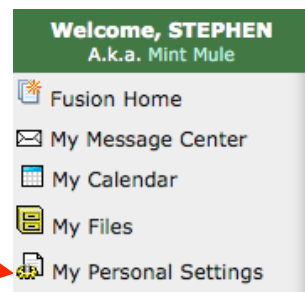 Welcome, STEPHEN
A.k.a. Mint Mule
Fusion Home
My Message Center
My Calendar
My Files
My Personal Settings